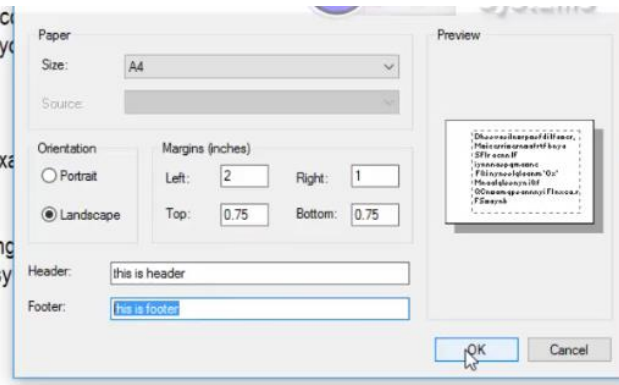 Paper
Preview
Size: A4
Source:
Orientation
Margins (inches)
Portrait
Left: 2 Right: 1
Landscape
Top: 0.75 Bottom: 0.75
Header: this is header
Footer: this is footer
OK Cancel